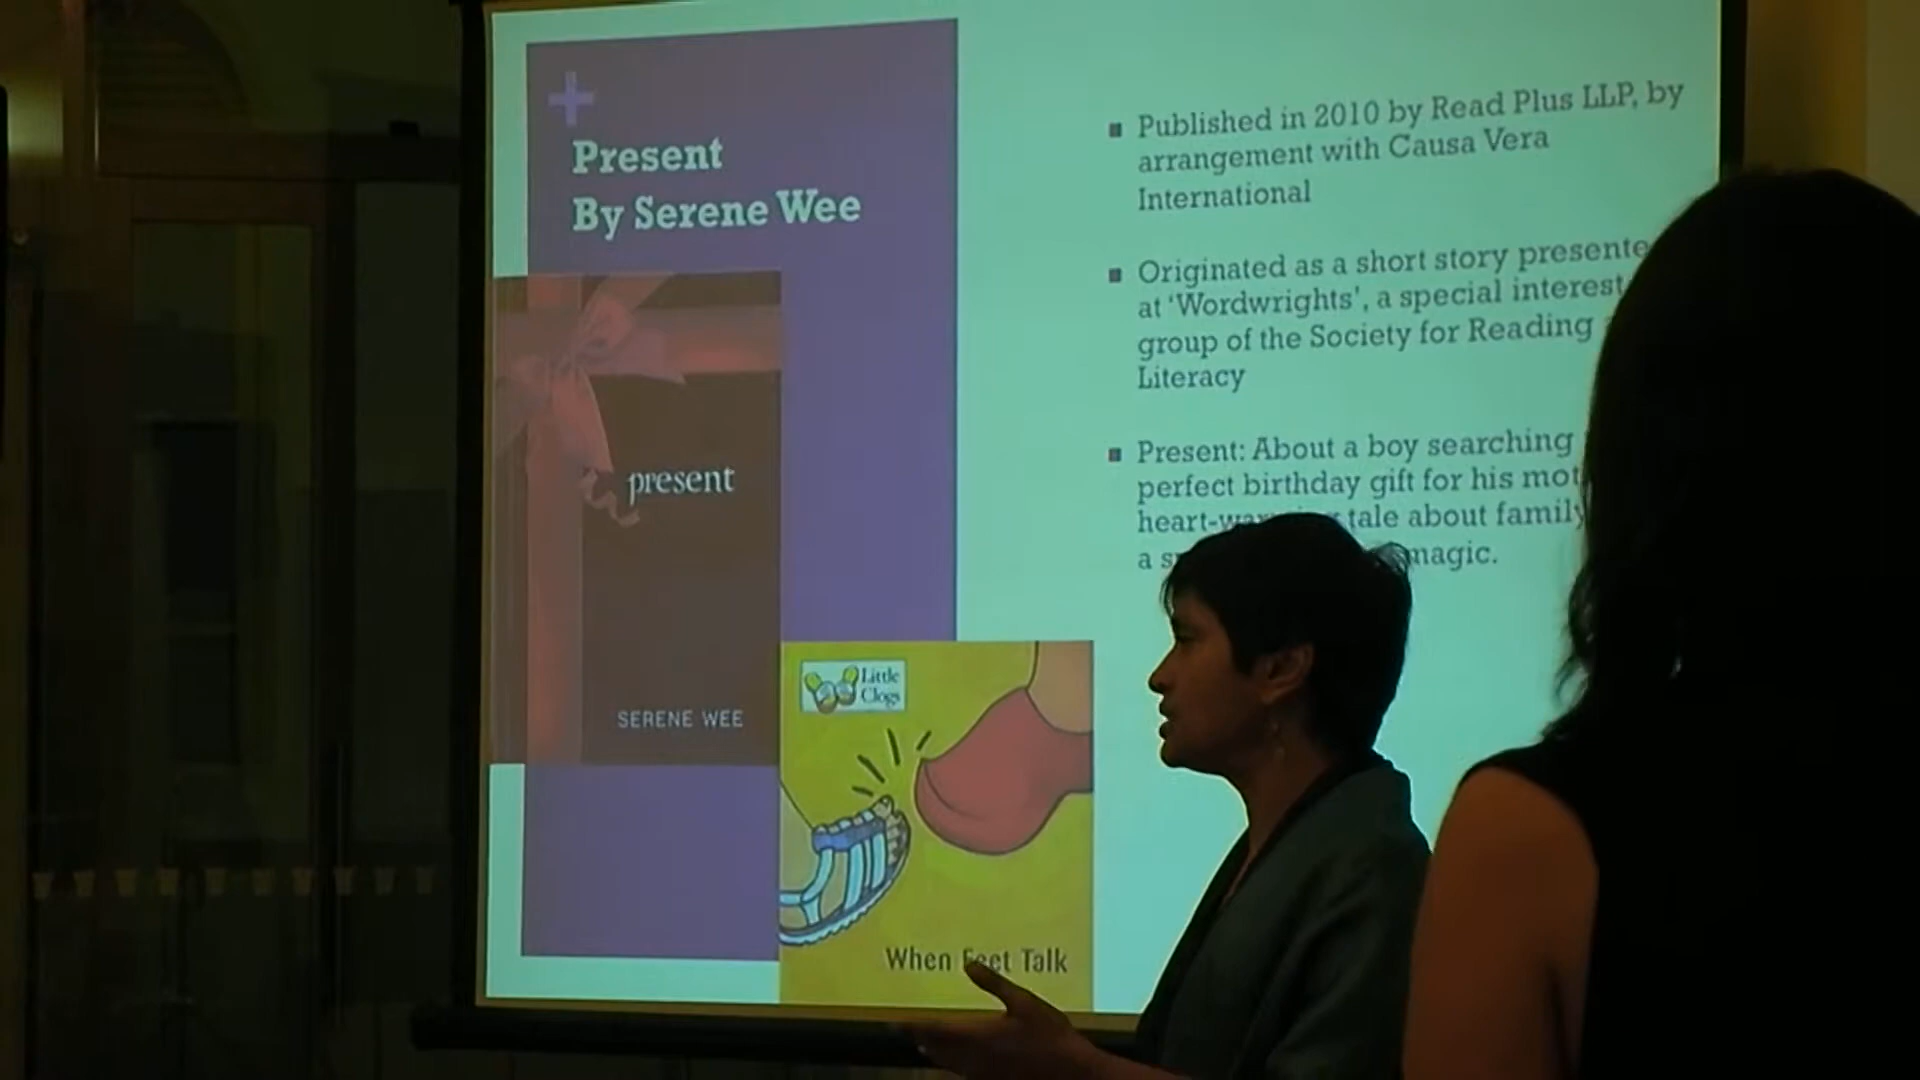 Present
By Serene Wee
present
SERENE WEE
Little
Clogs
When Feet Talk
Published in 2010 by Read Plus LLP, by
arrangement with Causa Vera
International
Originated as a short story
at ‘Wordwrights’, a special interest
group of the Society for Reading
Literacy
Present: About a boy searching
perfect birthday gift for his
tale about family
a magic.